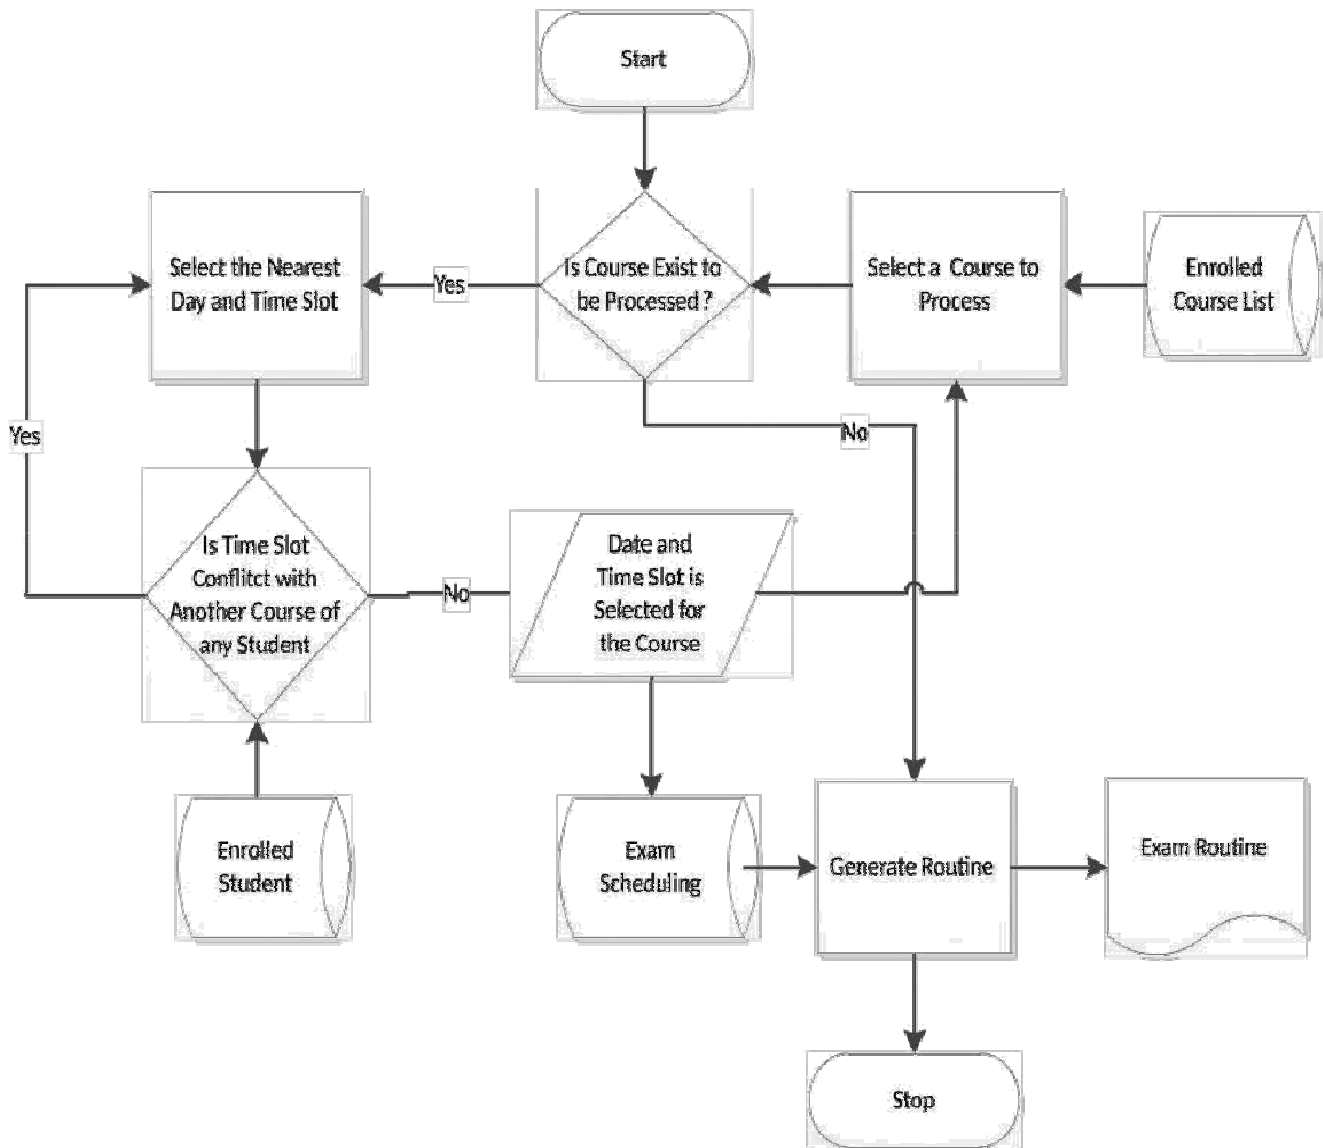 Start
Select the Nearest
Day and Time Slot
Yes
Is Course Exist to
be Processed ?
Select a Course to
Process
Enrolled
Course List
Yes
No
Is Time Slot
Conflitct with
Another Course of
any Student
No
Date and
Time Slot is
Selected for
the Course
Enrolled
Student
Exam
Scheduling
Generate Routine
Exam Routine
Stop